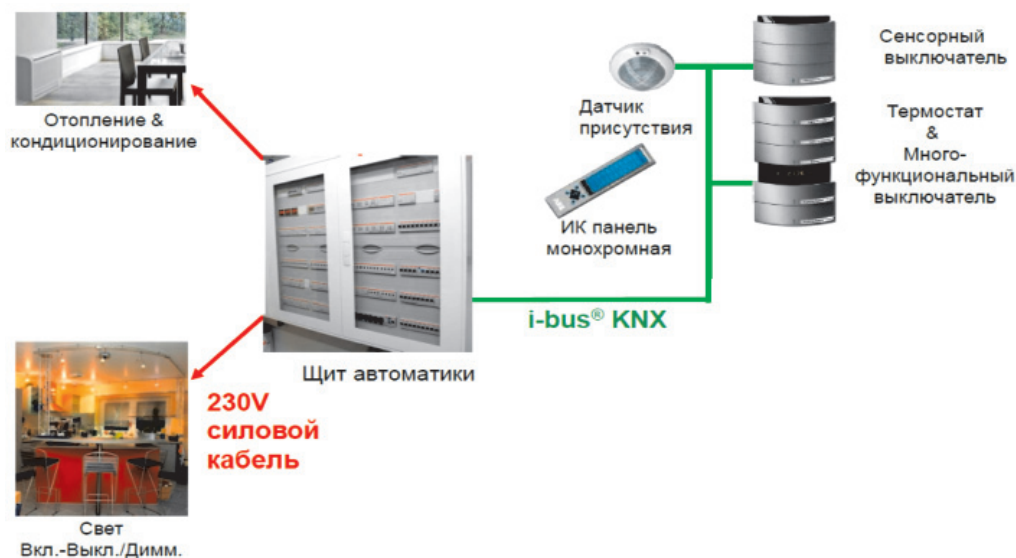 Отопление &
кондиционирование
Датчик
присутствия
Сенсорный
выключатель
Термостат
&
Много-
функциональный
выключатель
ИК панель
монохромная
i-bus® KNX
Щит автоматики
230V
силовой
кабель
Свет
Вкл.-Выкл./Димм.